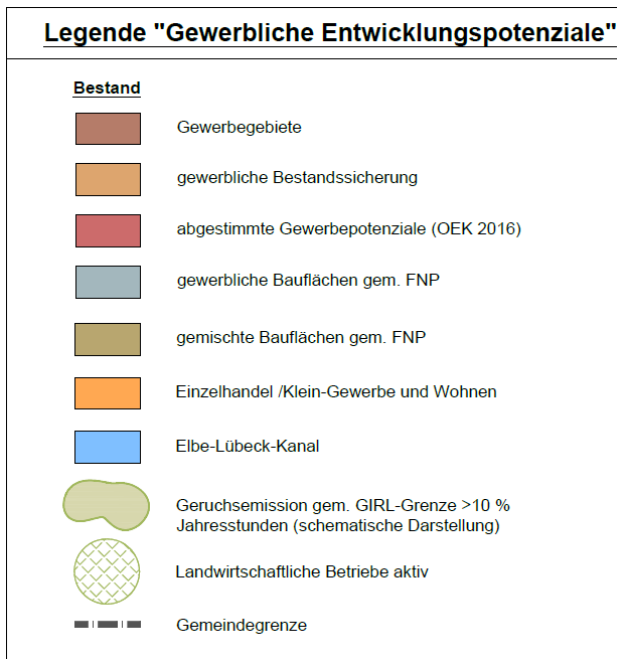 Legende "Gewerbliche Entwicklungspotenziale"
Bestand
Gewerbegebiete
gewerbliche Bestandssicherung
abgestimmte Gewerbepotenziale (OEK 2016)
gewerbliche Bauflächen gem. FNP
gemischte Bauflächen gem. FNP
Einzelhandel /Klein-Gewerbe und Wohnen
Elbe-Lübeck-Kanal
Geruchsemission gem. GIRL-Grenze >10 %
Jahresstunden (schematische Darstellung)
Landwirtschaftliche Betriebe aktiv
Gemeindegrenze